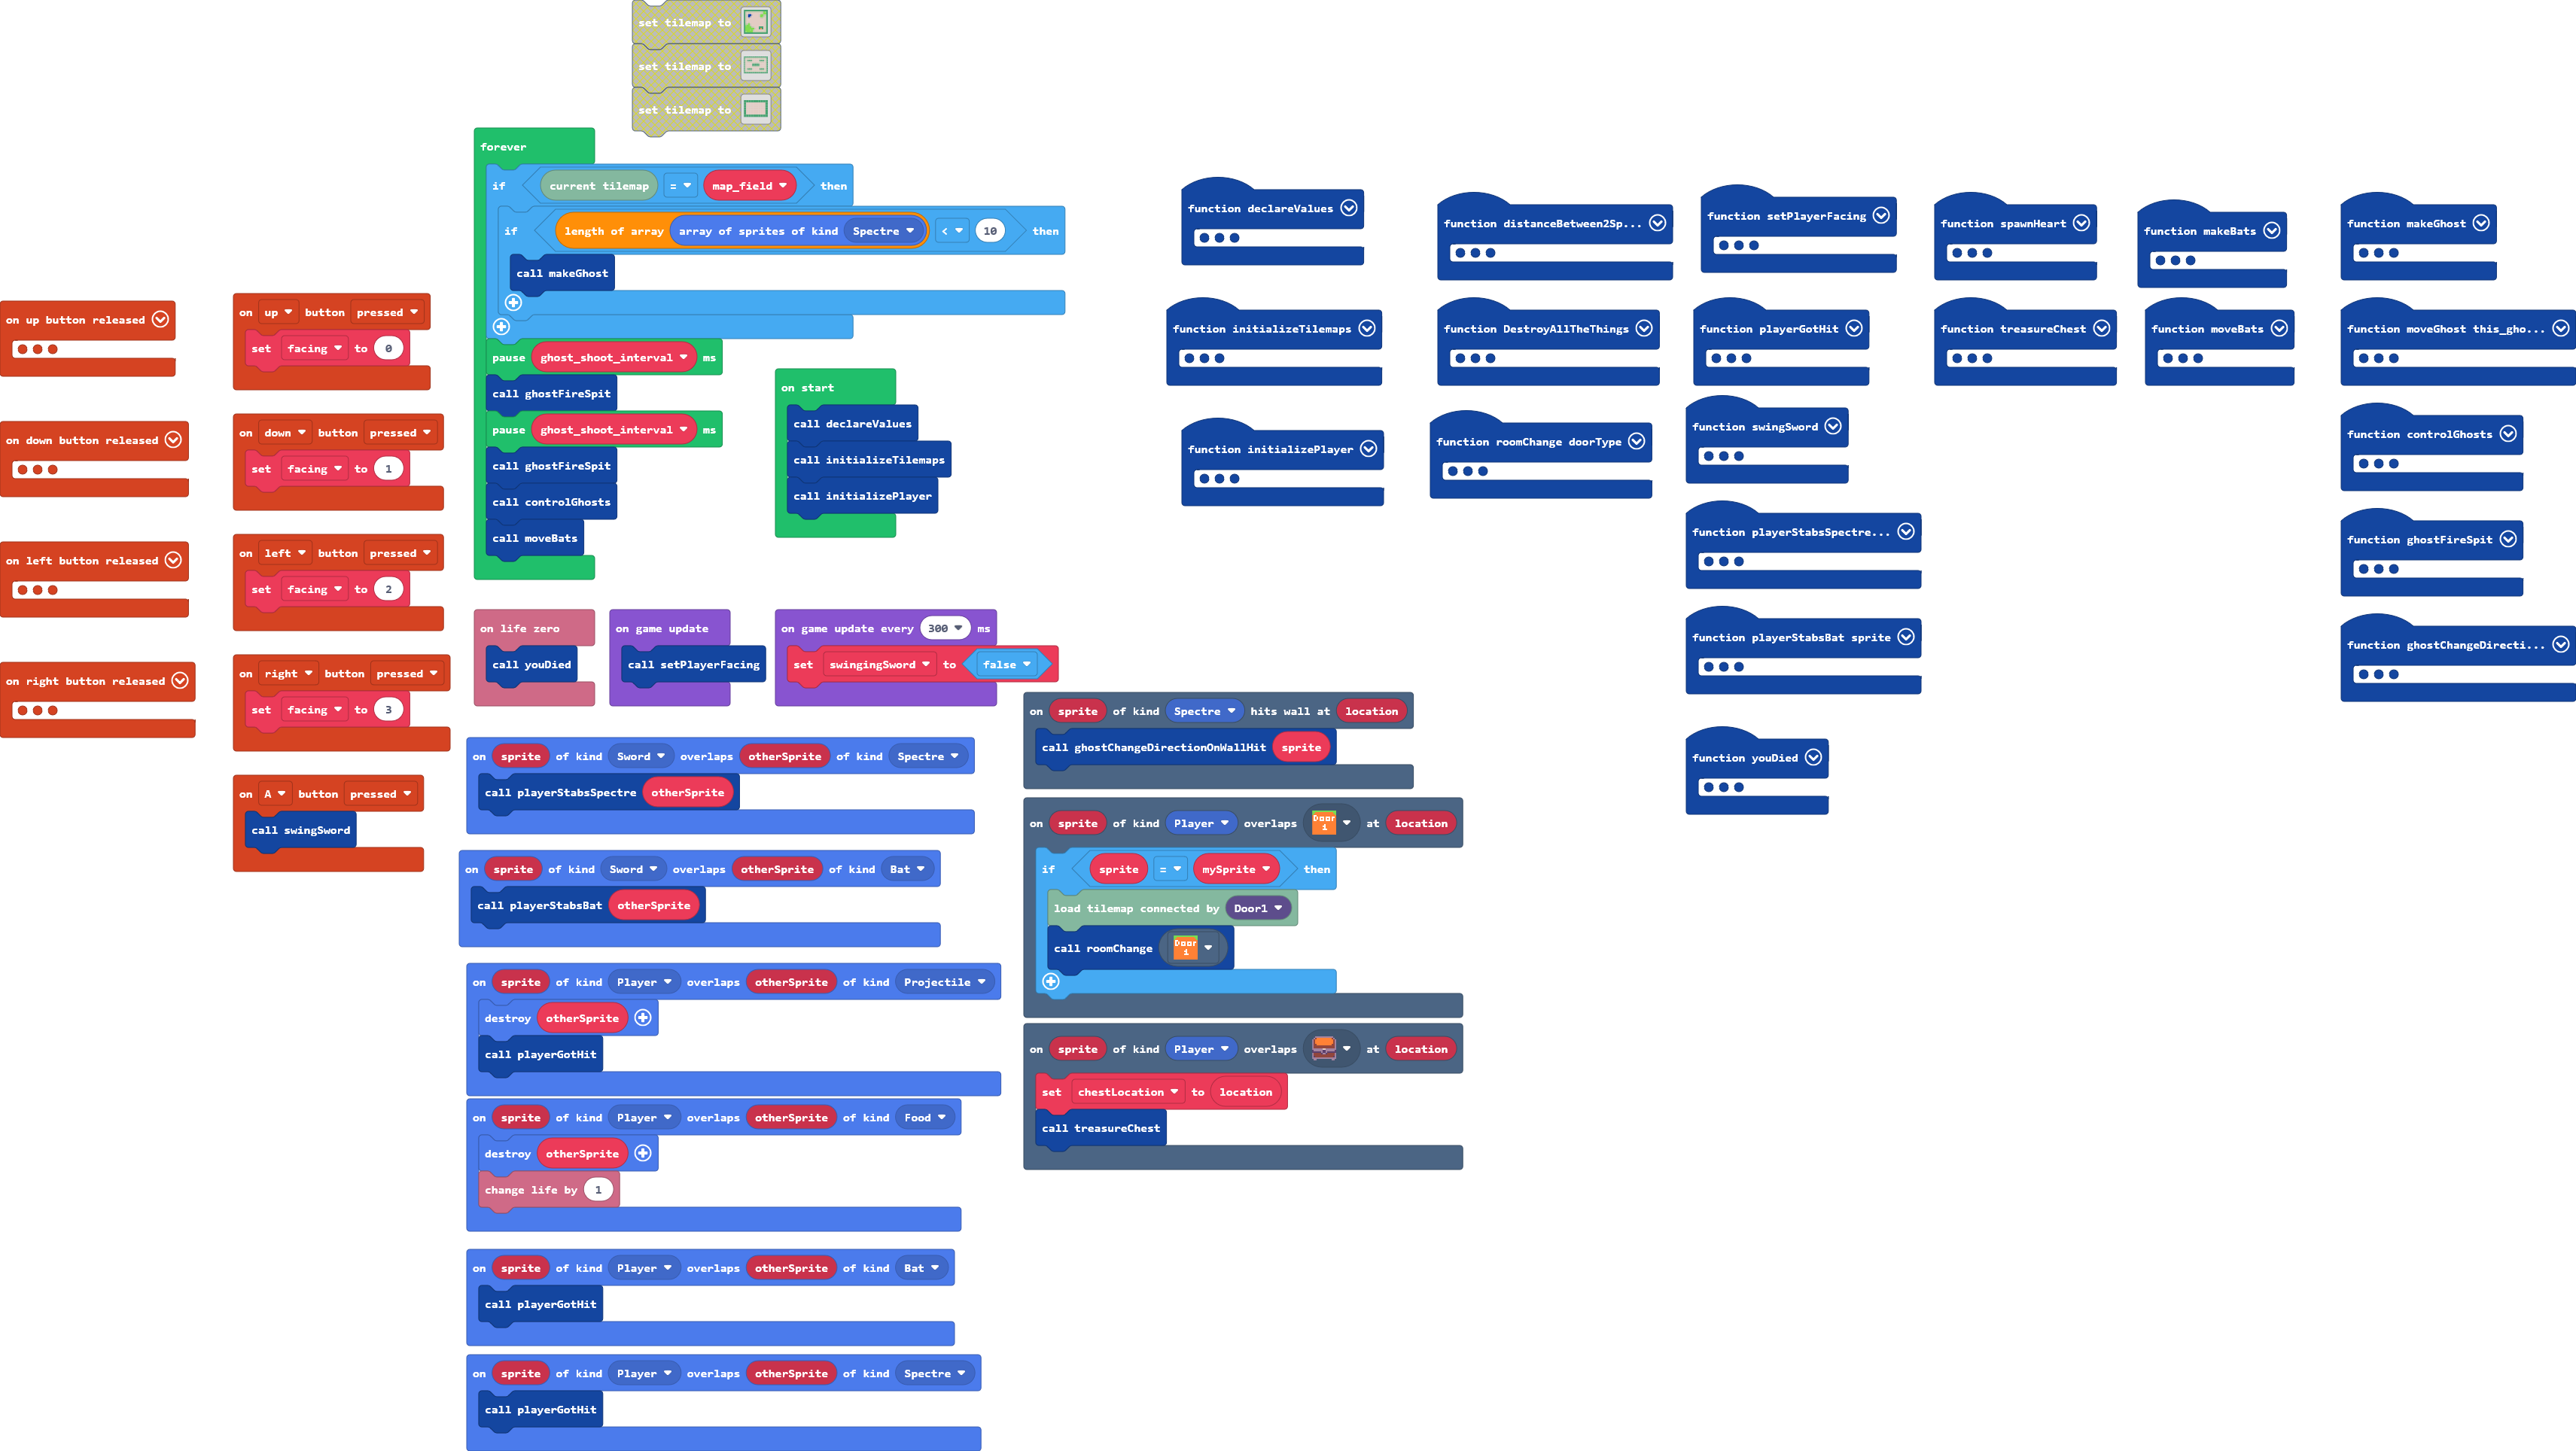 set tilemap to
set tilemap to
set tilemap to
forever
if current tilemap = map_field then
if length of array array of sprites of kind Spectre < 10 then
call makeGhost
pause ghost_shoot_interval ms
call ghostFireSpit
pause ghost_shoot_interval ms
call ghostFireSpit
call controlGhosts
call moveBats
on start
call declareValues
call initializeTilemaps
call initializePlayer
on up button released
on down button released
on left button released
on right button released
on up button pressed
set facing to 0
on down button pressed
set facing to 1
on left button pressed
set facing to 2
on right button pressed
set facing to 3
on A button pressed
call swingSword
on life zero
call youDied
on game update
call setPlayerFacing
on game update every 300 ms
set swingingSword to false
on sprite of kind Sword overlaps otherSprite of kind Spectre
call playerStabsSpectre otherSprite
on sprite of kind Sword overlaps otherSprite of kind Bat
call playerStabsBat otherSprite
on sprite of kind Player overlaps otherSprite of kind Projectile
destroy otherSprite
call playerGotHit
on sprite of kind Player overlaps otherSprite of kind Food
destroy otherSprite
change life by 1
on sprite of kind Player overlaps otherSprite of kind Bat
call playerGotHit
on sprite of kind Player overlaps otherSprite of kind Spectre
call playerGotHit
on sprite of kind Spectre hits wall at location
call ghostChangeDirectionOnWallHit sprite
on sprite of kind Player overlaps Door 1 at location
if sprite = mySprite then
load tilemap connected by Door1
call roomChange Door 1
on sprite of kind Player overlaps at location
set chestLocation to location
call treasureChest
function declareValues
function initializeTilemaps
function initializePlayer
function distanceBetween2Sp...
function DestroyAllTheThings
function roomChange doorType
function setPlayerFacing
function playerGotHit
function swingSword
function playerStabsSpectre...
function playerStabsBat sprite
function youDied
function spawnHeart
function treasureChest
function makeBats
function moveBats
function makeGhost
function moveGhost this_gho...
function controlGhosts
function ghostFireSpit
function ghostChangeDirecti...